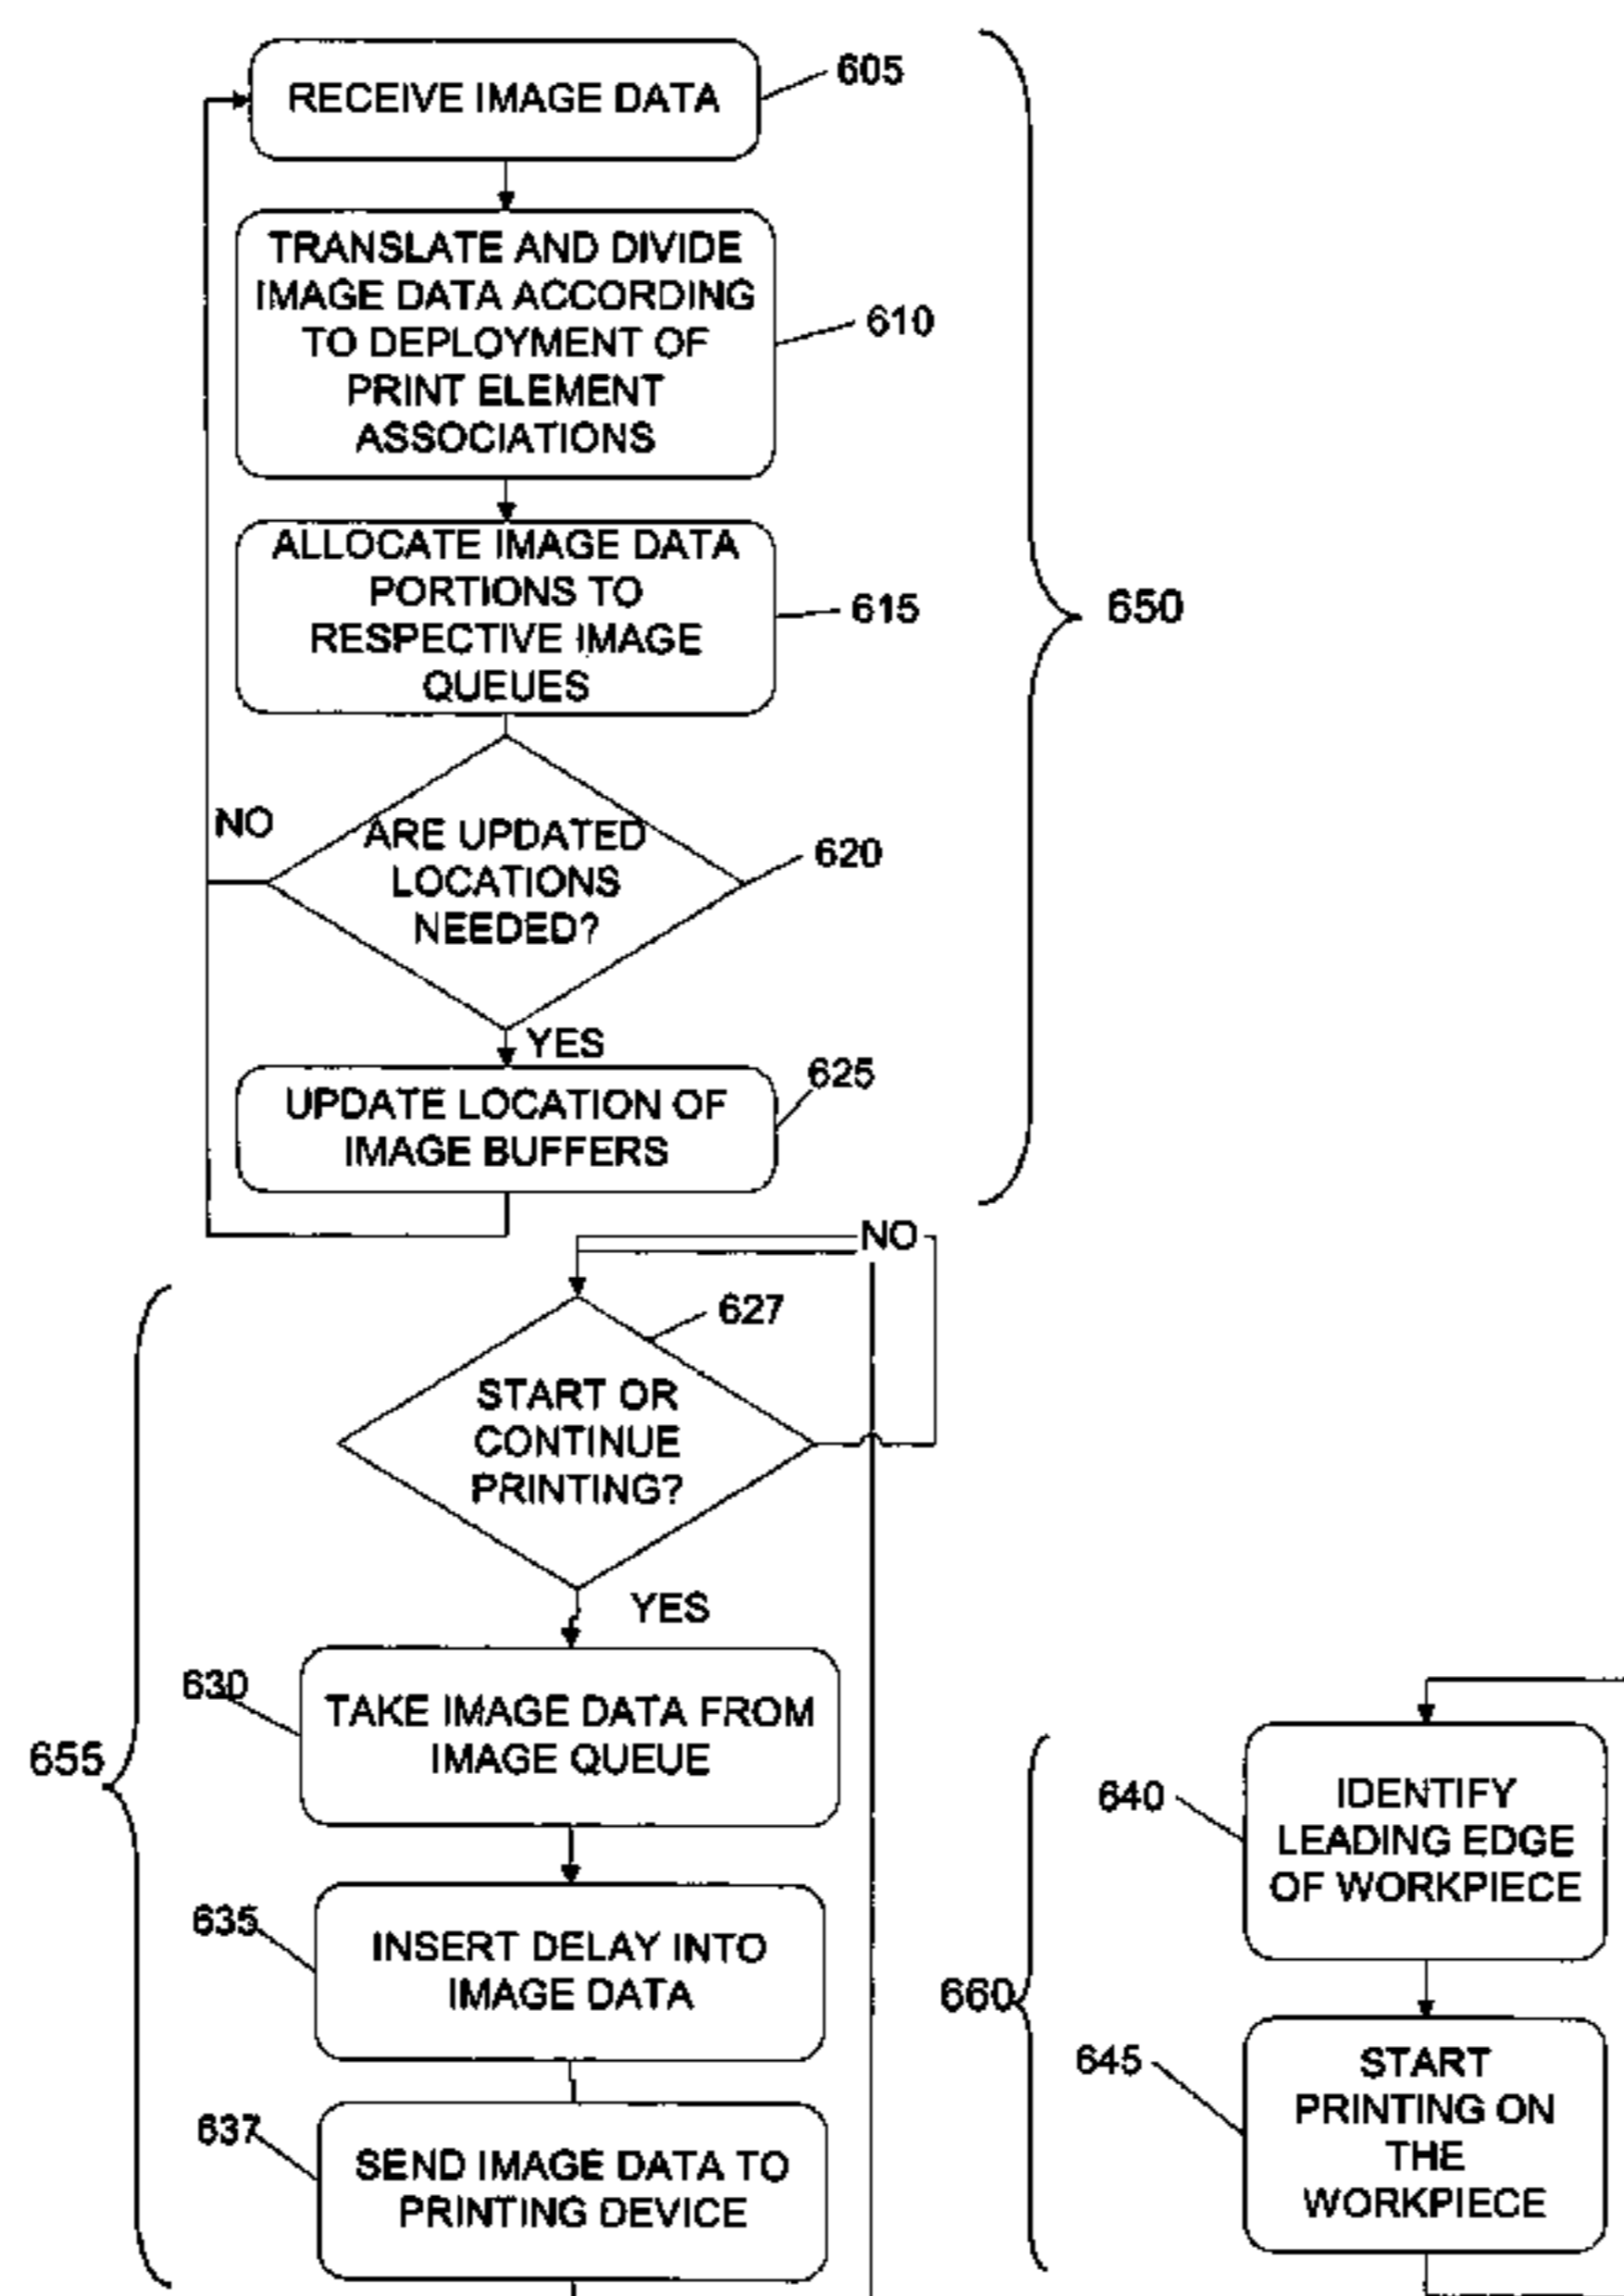 RECEIVE IMAGE DATA
605
TRANSLATE AND DIVIDE
IMAGE DATA ACCORDING
TO DEPLOYMENT OF
PRINT ELEMENT
ASSOCIATIONS
610
ALLOCATE IMAGE DATA
PORTIONS TO
RESPECTIVE IMAGE
QUEUES
615
650
NO
ARE UPDATED
LOCATIONS
NEEDED?
620
YES
UPDATE LOCATION OF
IMAGE BUFFERS
625
NO
627
START OR
CONTINUE
PRINTING?
YES
630
TAKE IMAGE DATA FROM
IMAGE QUEUE
655
635
INSERT DELAY INTO
IMAGE DATA
637
SEND IMAGE DATA TO
PRINTING DEVICE
640
IDENTIFY
LEADING EDGE
OF WORKPIECE
660
645
START
PRINTING ON
THE
WORKPIECE